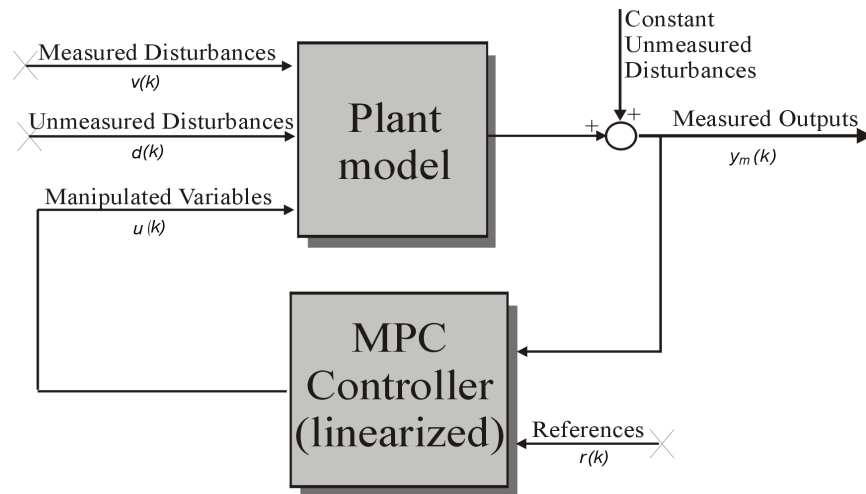 Measured Disturbances
v(k)
Unmeasured Disturbances
d(k)
Manipulated Variables
u(k)
Plant
model
Constant
Unmeasured
Disturbances
+
+
Measured Outputs
ym(k)
MPC
Controller
(linearized)
References
r(k)